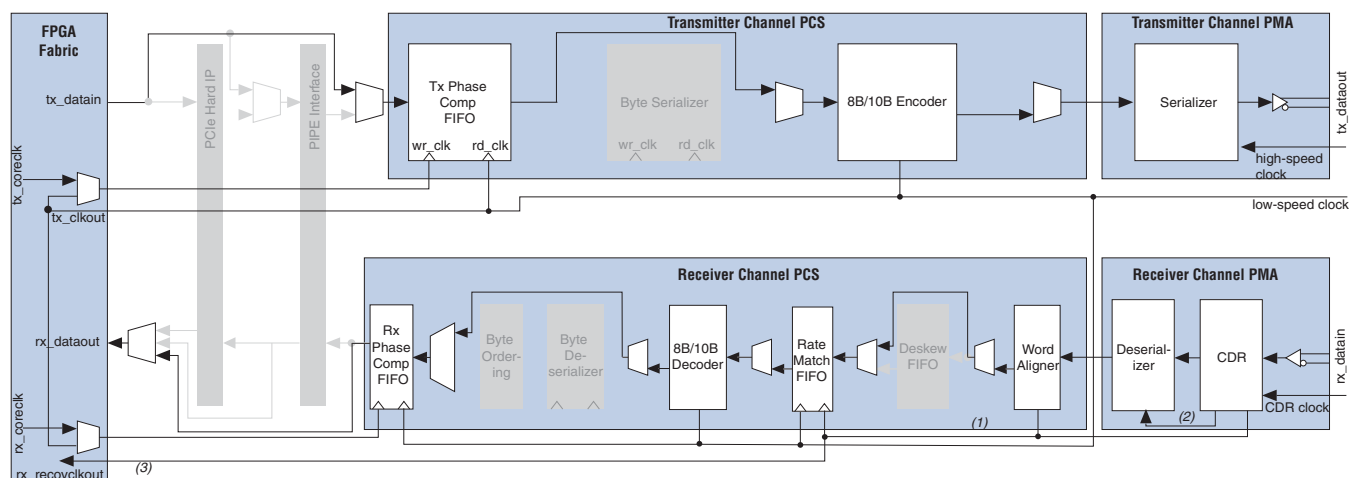 FPGA
Fabric
Transmitter Channel PCS
Transmitter Channel PMA
tx_datain
PCIe Hard IP
PIPE Interface
Tx Phase
Comp
FIFO
wr_clk
rd_clk
Byte Serializer
wr_clk
rd_clk
8B/10B Encoder
Serializer
tx_dataout
high-speed
clock
tx_coreclk
tx_clkout
low-speed clock
Receiver Channel PCS
Receiver Channel PMA
rx_dataout
Rx
Phase
Comp
FIFO
Byte
Order-
ing
Byte
De-
serializer
8B/10B
Decoder
Rate
Match
FIFO
Deskew
FIFO
Word
Aligner
Deserial-
izer
CDR
rx_datain
CDR clock
rx_coreclk
(1)
(2)
(3)
rx_recovclkout